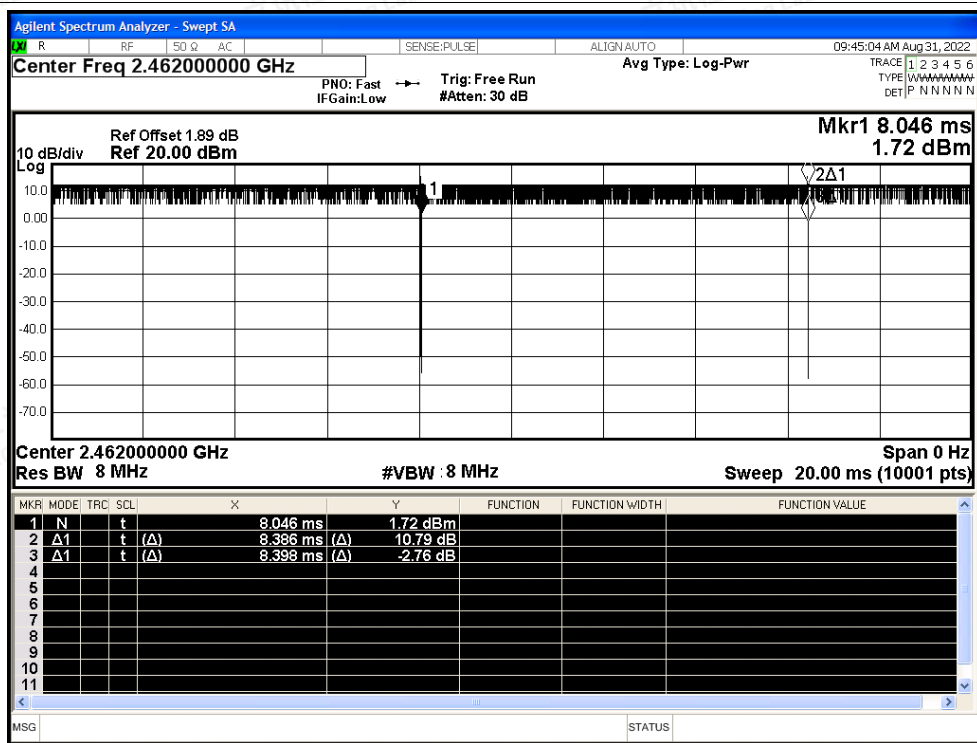 Agilent Spectrum Analyzer - Swept SA
LXI R RF 50 Ω AC SENSE:PULSE ALIGN AUTO 09:45:04 AM Aug 31, 2022
Center Freq 2.462000000 GHz
PNO: Fast
IFGain:Low
Trig: Free Run
#Atten: 30 dB
Avg Type: Log-Pwr
TRACE 1 2 3 4 5 6
TYPE
DET P N N N N N
Ref Offset 1.89 dB
10 dB/div Ref 20.00 dBm
Log
Mkr1 8.046 ms
1.72 dBm
2Δ1
1
10.0
0.00
-10.0
-20.0
-30.0
-40.0
-50.0
-60.0
-70.0
Center 2.462000000 GHz Span 0 Hz
Res BW 8 MHz #VBW 8 MHz Sweep 20.00 ms (10001 pts)
MKR MODE TRC SCL X Y FUNCTION FUNCTION WIDTH FUNCTION VALUE
1 N t 8.046 ms 1.72 dBm
2 Δ1 t (Δ) 8.386 ms (Δ) 10.79 dB
3 Δ1 t (Δ) 8.398 ms (Δ) -2.76 dB
4
5
6
7
8
9
10
11
MSG STATUS